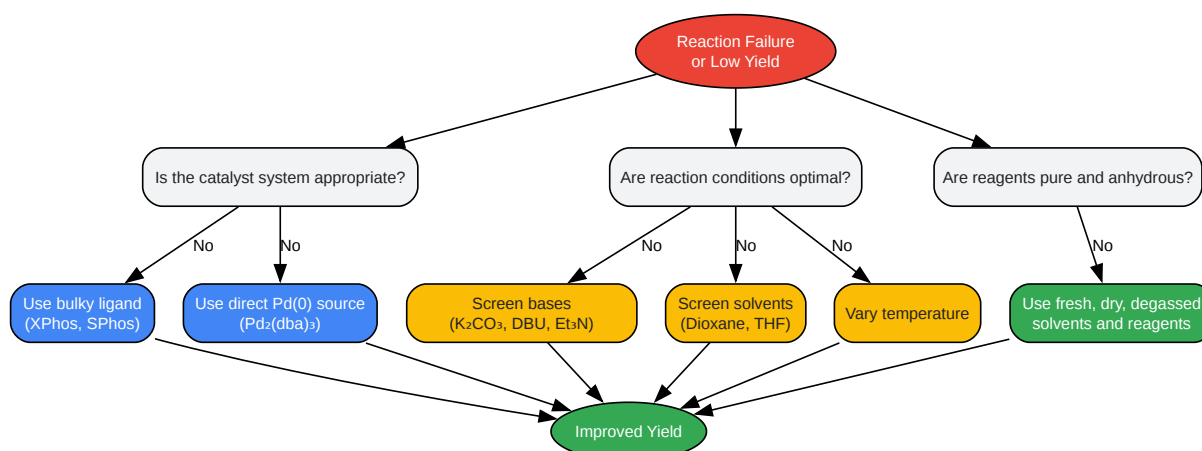 Reaction Failure
or Low Yield
Is the catalyst system appropriate?
Are reaction conditions optimal?
Are reagents pure and anhydrous?
No
No
No
No
No
No
Use bulky ligand
(XPhos, SPhos)
Use direct Pd(0) source
(Pd₂(dba)₃)
Screen bases
(K₂CO₃, DBU, Et₃N)
Screen solvents
(Dioxane, THF)
Vary temperature
Use fresh, dry, degassed
solvents and reagents
Improved Yield